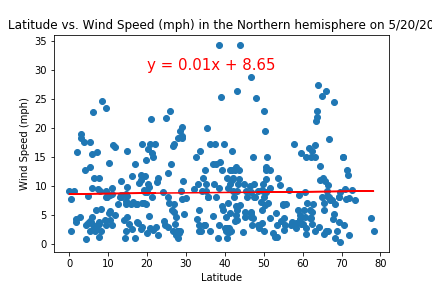 Latitude vs. Wind Speed (mph) in the Northern hemisphere on 5/20/20
35
y = 0.01x + 8.65
30
25
20
15
10
5
0
Wind Speed (mph)
0 10 20 30 40 50 60 70 80
Latitude